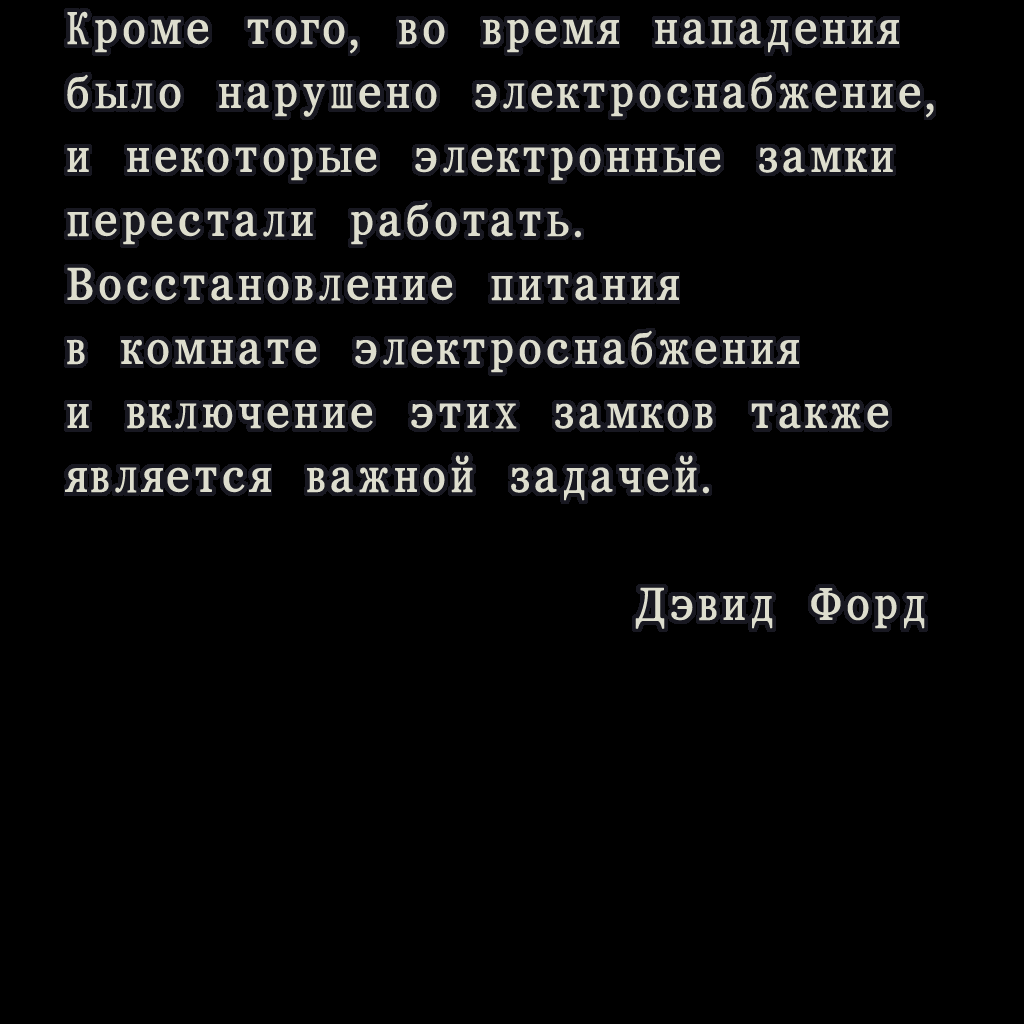 Кроме того, во время нападения
было нарушено электроснабжение,
и некоторые электронные замки
перестали работать.
Восстановление питания
в комнате электроснабжения
и включение этих замков также
является важной задачей.
Дэвид Форд